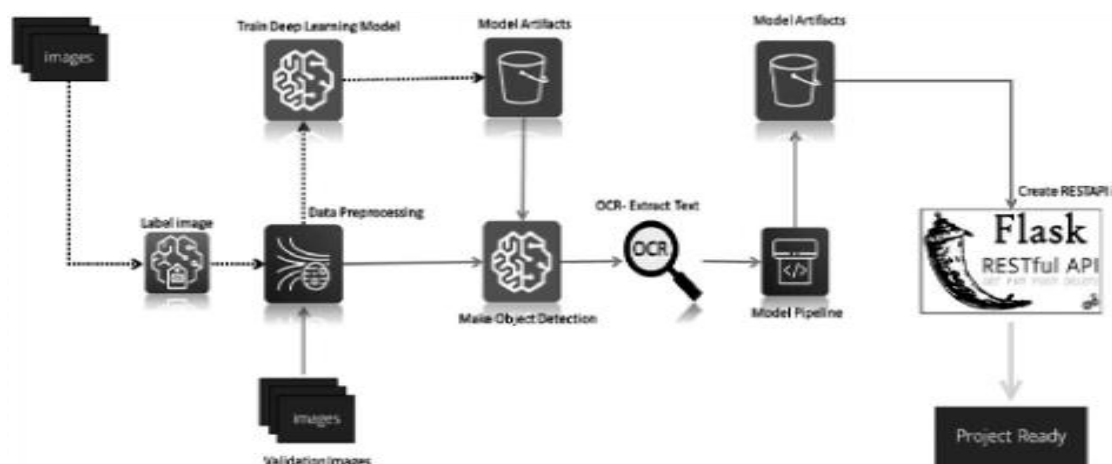 images
Train Deep Learning Model
Model Artifacts
Model Artifacts
Label image
Data Preprocessing
OCR- Extract Text
OCR
</>
Create RESTAPI
Flask
RESTful API
Make Object Detection
Model Pipeline
images
Validation Images
Project Ready